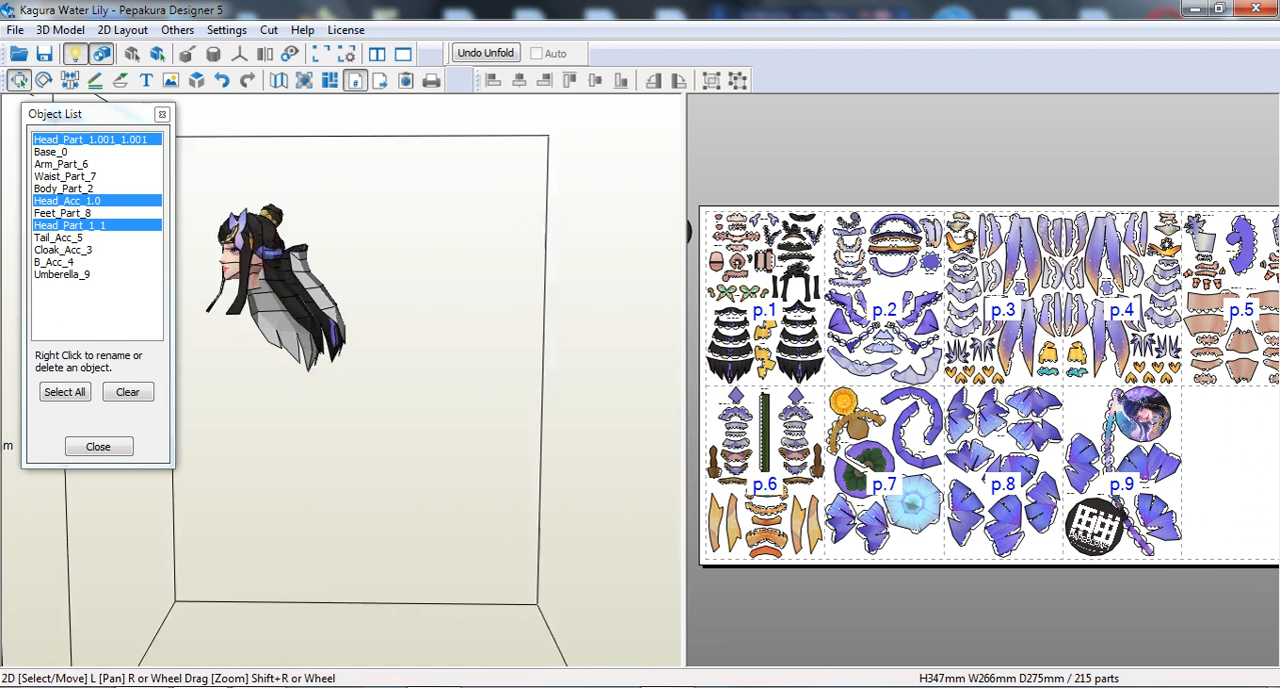 Kagura Water Lily - Pepakura Designer 5
File 3D Model 2D Layout Others Settings Cut Help License
Undo Unfold Auto
Object List
Head_Part_1.001_1.001
Base_0
Arm_Part_6
Waist_Part_7
Body_Part_2
Head_Acc_1.0
Feet_Part_8
Head_Part_1_1
Tail_Acc_5
Cloak_Acc_3
B_Acc_4
Umberella_9
Right Click to rename or
delete an object.
Select All Clear
Close
m
p.1 p.2 p.3 p.4 p.5
p.6 p.7 p.8 p.9
2D [Select/Move] L [Pan] R or Wheel Drag [Zoom] Shift+R or Wheel
H347mm W266mm D275mm / 215 parts